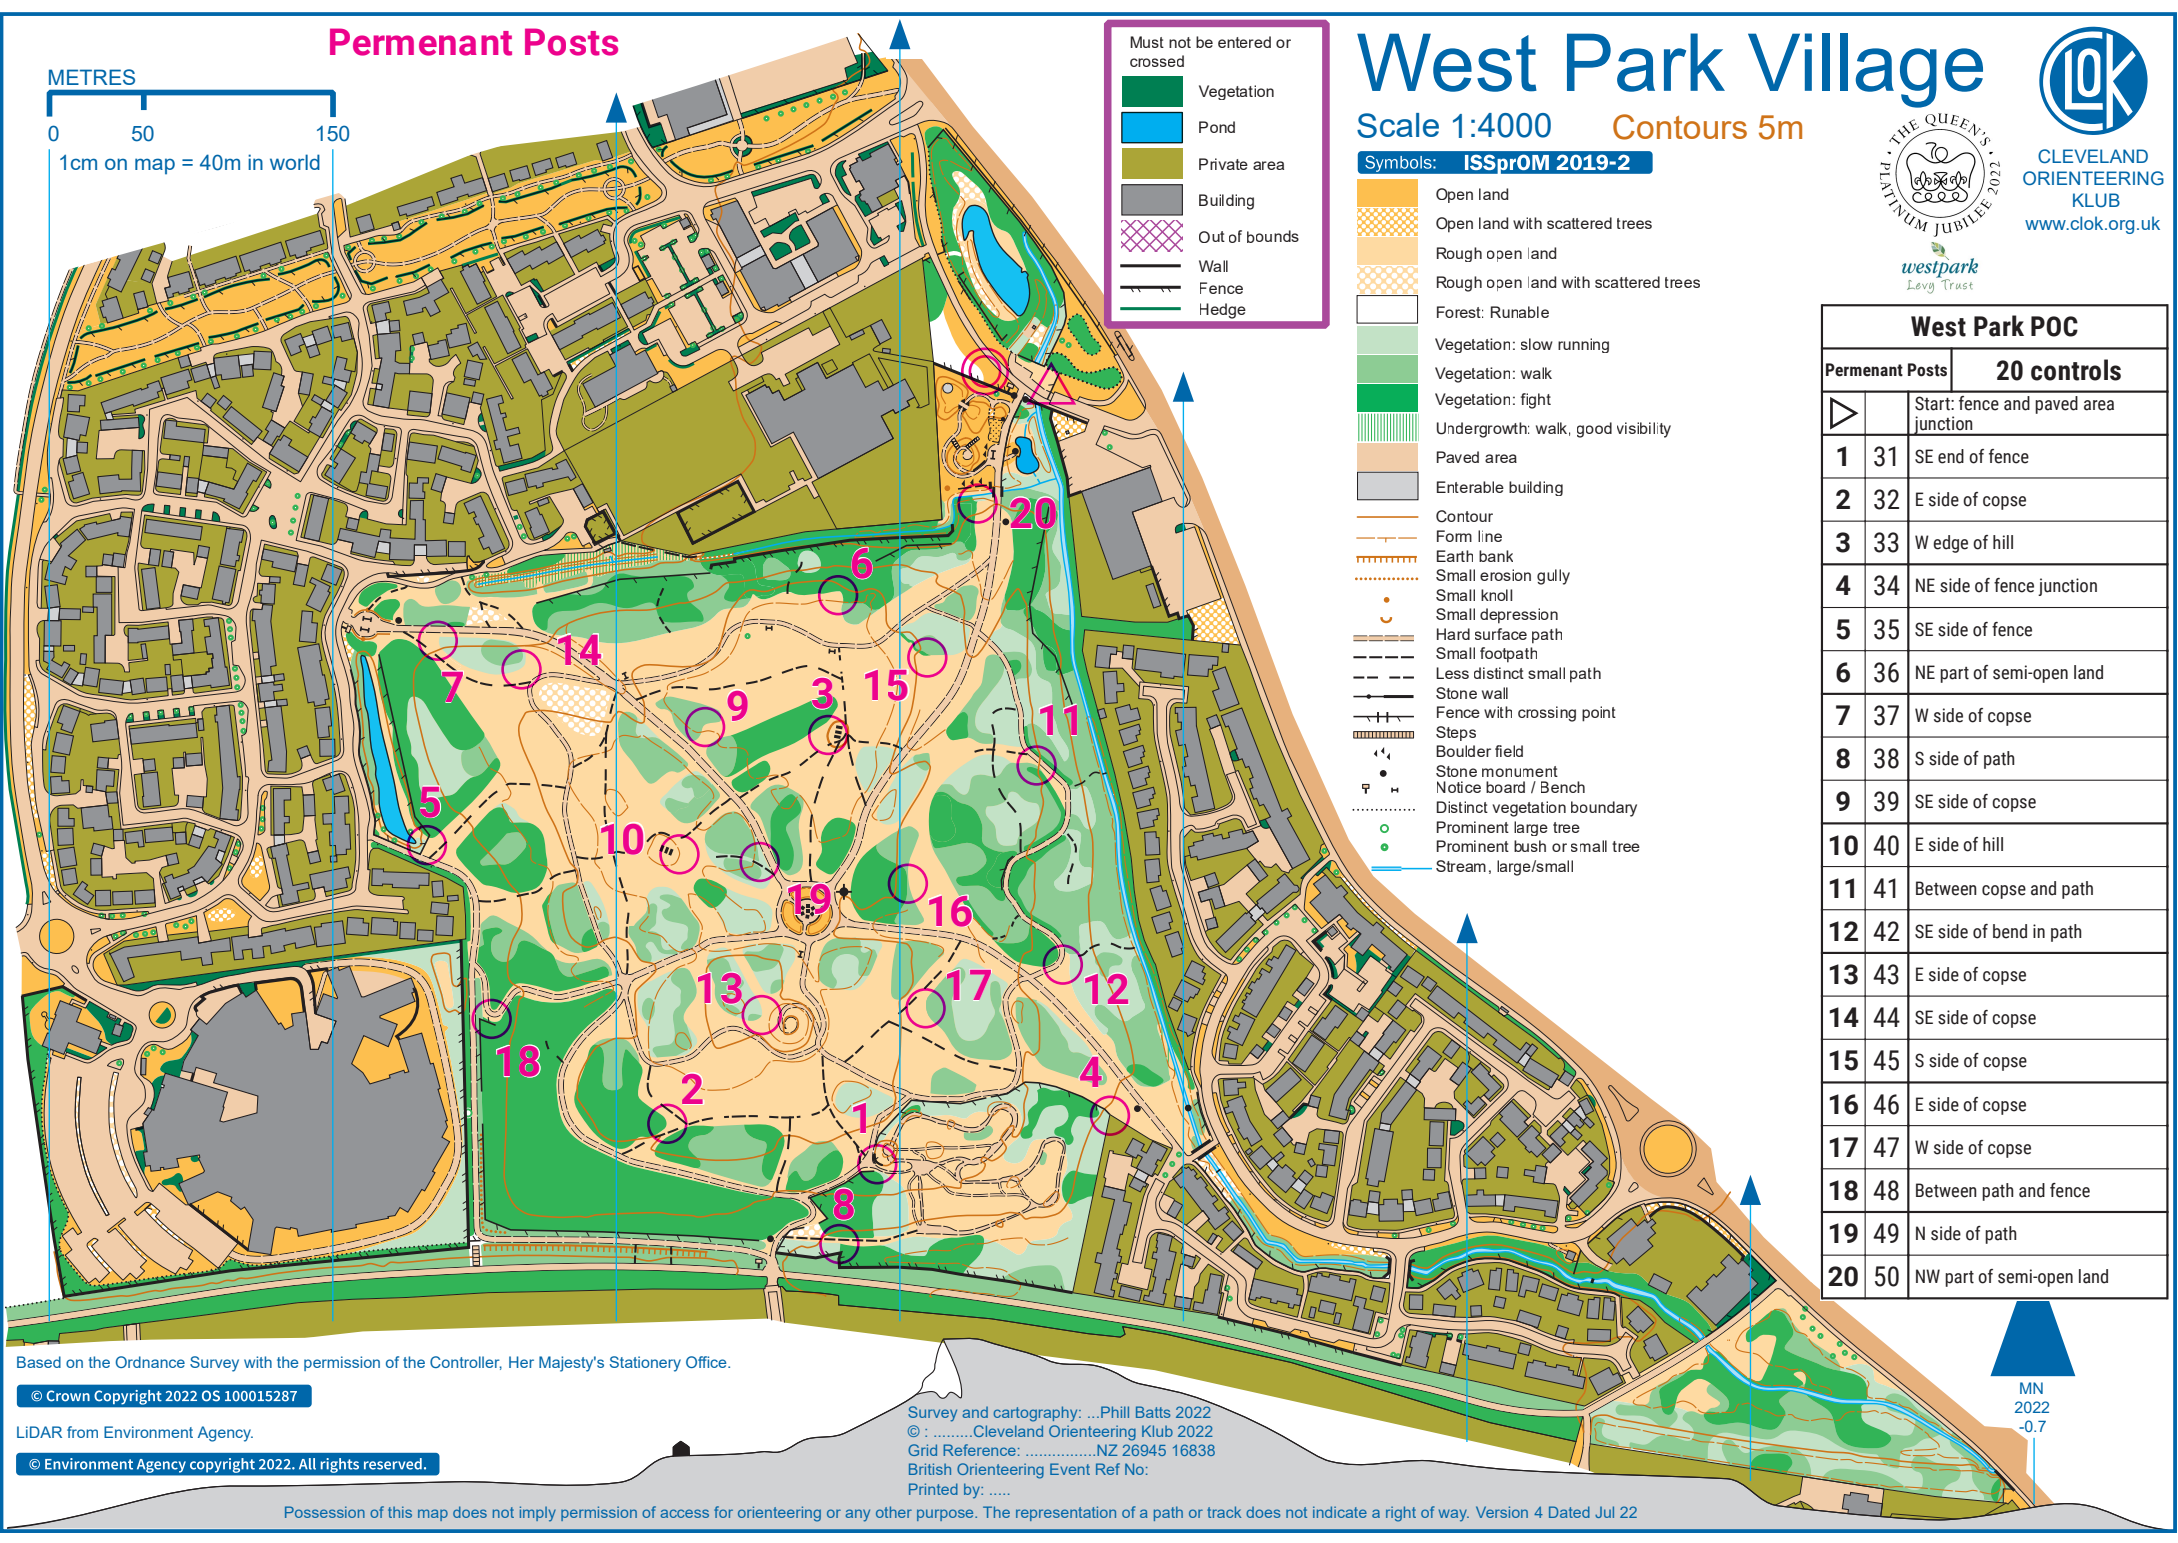 Permenant Posts
METRES
0 50 150
1cm on map = 40m in world
Must not be entered or
crossed
Vegetation
Pond
Private area
Building
Out of bounds
Wall
Fence
Hedge
West Park Village
Scale 1:4000 Contours 5m
Symbols: ISSprOM 2019-2
Open land
Open land with scattered trees
Rough open land
Rough open land with scattered trees
Forest: Runable
Vegetation: slow running
Vegetation: walk
Vegetation: fight
Undergrowth: walk, good visibility
Paved area
Enterable building
Contour
Form line
Earth bank
Small erosion gully
Small knoll
Small depression
Hard surface path
Small footpath
Less distinct small path
Stone wall
Fence with crossing point
Steps
Boulder field
Stone monument
Notice board / Bench
Distinct vegetation boundary
Prominent large tree
Prominent bush or small tree
Stream, large/small
CLOK
CLEVELAND
ORIENTEERING
KLUB
www.clok.org.uk
THE QUEEN'S
PLATINUM JUBILEE 2022
70
westpark
Levy Trust
West Park POC
Permenant Posts 20 controls
Start: fence and paved area
junction
1 31 SE end of fence
2 32 E side of copse
3 33 W edge of hill
4 34 NE side of fence junction
5 35 SE side of fence
6 36 NE part of semi-open land
7 37 W side of copse
8 38 S side of path
9 39 SE side of copse
10 40 E side of hill
11 41 Between copse and path
12 42 SE side of bend in path
13 43 E side of copse
14 44 SE side of copse
15 45 S side of copse
16 46 E side of copse
17 47 W side of copse
18 48 Between path and fence
19 49 N side of path
20 50 NW part of semi-open land
20
6
14
7
15
3
9
11
5
10
19
16
17
13
12
18
4
2
1
8
MN
2022
-0.7
Based on the Ordnance Survey with the permission of the Controller, Her Majesty's Stationery Office.
© Crown Copyright 2022 OS 100015287
LiDAR from Environment Agency.
© Environment Agency copyright 2022. All rights reserved.
Survey and cartography: ...Phill Batts 2022
© : .........Cleveland Orienteering Klub 2022
Grid Reference: ................NZ 26945 16838
British Orienteering Event Ref No:
Printed by: .....
Possession of this map does not imply permission of access for orienteering or any other purpose. The representation of a path or track does not indicate a right of way. Version 4 Dated Jul 22